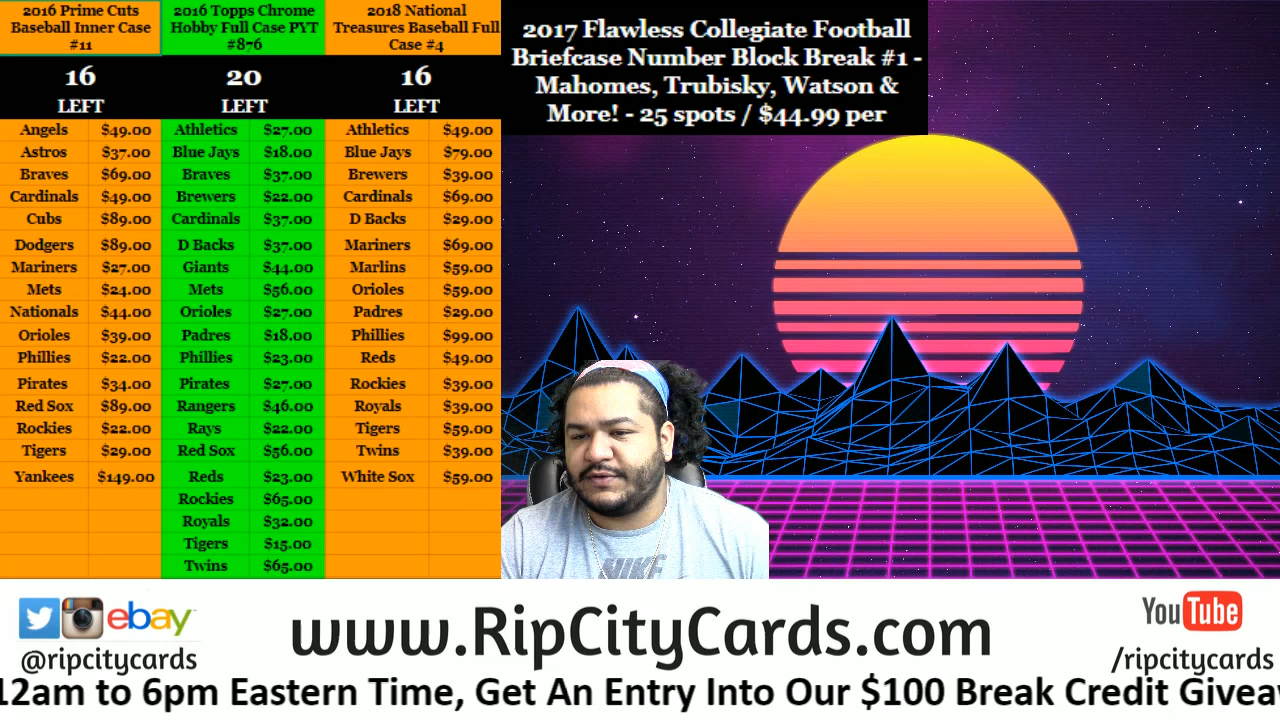 2016 Prime Cuts
Baseball Inner Case
#11
16
LEFT
Angels $49.00
Astros $37.00
Braves $69.00
Cardinals $49.00
Cubs $89.00
Dodgers $89.00
Mariners $27.00
Mets $24.00
Nationals $44.00
Orioles $39.00
Phillies $22.00
Pirates $34.00
Red Sox $89.00
Rockies $22.00
Tigers $29.00
Yankees $149.00
2016 Topps Chrome
Hobby Full Case PYT
#876
20
LEFT
Athletics $27.00
Blue Jays $18.00
Braves $37.00
Brewers $22.00
Cardinals $37.00
D Backs $37.00
Giants $44.00
Mets $56.00
Orioles $27.00
Padres $18.00
Phillies $23.00
Pirates $27.00
Rangers $46.00
Rays $22.00
Red Sox $56.00
Reds $23.00
Rockies $65.00
Royals $32.00
Tigers $15.00
Twins $65.00
2018 National
Treasures Baseball Full
Case #4
16
LEFT
Athletics $49.00
Blue Jays $79.00
Brewers $39.00
Cardinals $69.00
D Backs $29.00
Mariners $69.00
Marlins $59.00
Orioles $59.00
Padres $29.00
Phillies $99.00
Reds $49.00
Rockies $39.00
Royals $39.00
Tigers $59.00
Twins $39.00
White Sox $59.00
2017 Flawless Collegiate Football
Briefcase Number Block Break #1 -
Mahomes, Trubisky, Watson &
More! - 25 spots / $44.99 per
NIKE
ebay
@ripcitycards
www.RipCityCards.com
YouTube
/ripcitycards
12am to 6pm Eastern Time, Get An Entry Into Our $100 Break Credit Giveaw